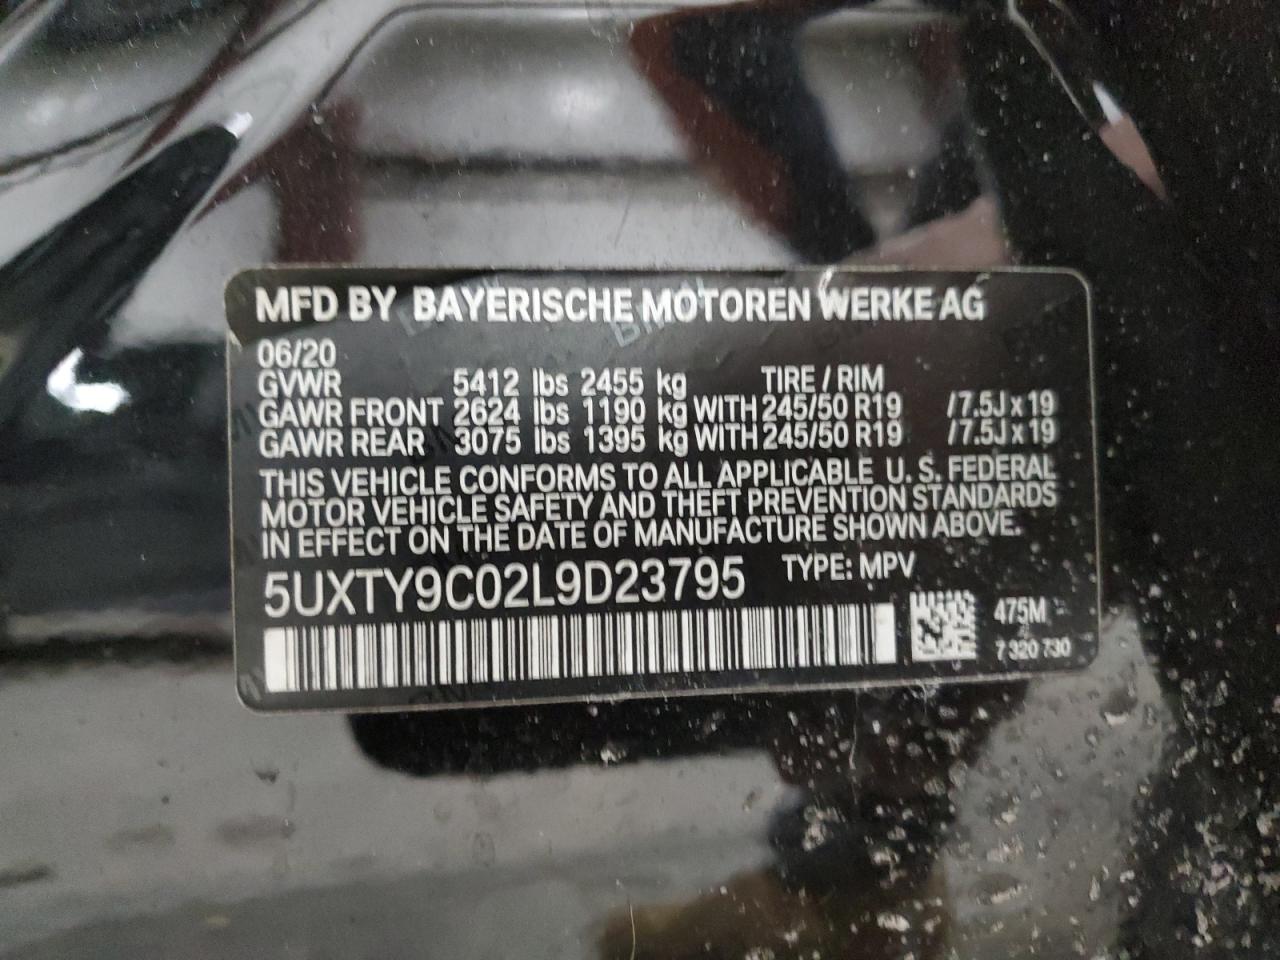 MFD BY BAYERISCHE MOTOREN WERKE AG
06/20
GVWR 5412 lbs 2455 kg TIRE / RIM
GAWR FRONT 2624 lbs 1190 kg WITH 245/50 R19 /7.5J x 19
GAWR REAR 3075 lbs 1395 kg WITH 245/50 R19 /7.5J x 19
THIS VEHICLE CONFORMS TO ALL APPLICABLE U. S. FEDERAL
MOTOR VEHICLE SAFETY AND THEFT PREVENTION STANDARDS
IN EFFECT ON THE DATE OF MANUFACTURE SHOWN ABOVE.
5UXTY9C02L9D23795 TYPE: MPV
475M
7 320 730